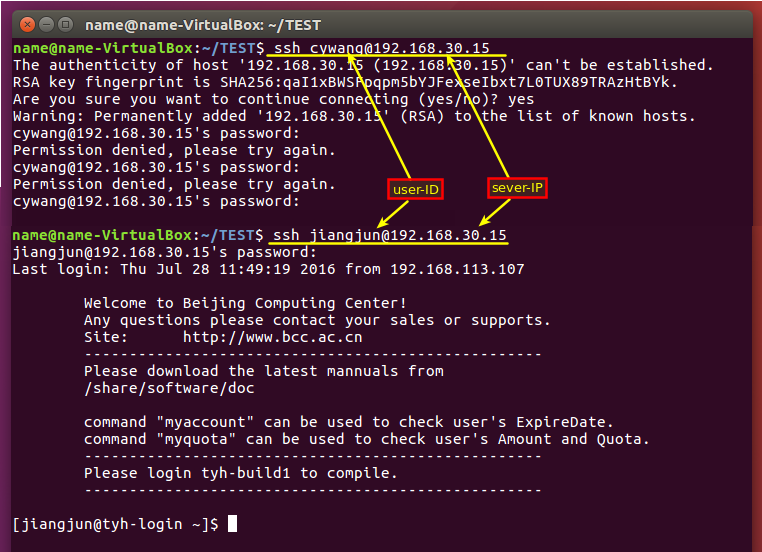 name@name-VirtualBox: ~/TEST
name@name-VirtualBox:~/TEST$ ssh cywang@192.168.30.15
The authenticity of host '192.168.30.15 (192.168.30.15)' can't be established.
RSA key fingerprint is
Are you sure you want to continue connecting (yes/no)? yes
Warning: Permanently added '192.168.30.15' (RSA) to the list of known hosts.
cywang@192.168.30.15's password:
Permission denied, please try again.
cywang@192.168.30.15's password:
Permission denied, please try again.
cywang@192.168.30.15's password:
user-ID
sever-IP
name@name-VirtualBox:~/TEST$ ssh jiangjun@192.168.30.15
jiangjun@192.168.30.15's password:
Last login: Thu Jul 28 11:49:19 2016 from 192.168.113.107
Welcome to Beijing Computing Center!
Any questions please contact your sales or supports.
Site: http://www.bcc.ac.cn
----------------------------------------------------
Please download the latest mannuals from
/share/software/doc
command "myaccount" can be used to check user's ExpireDate.
command "myquota" can be used to check user's Amount and Quota.
----------------------------------------------------
Please login tyh-build1 to compile.
----------------------------------------------------
[jiangjun@tyh-login ~]$